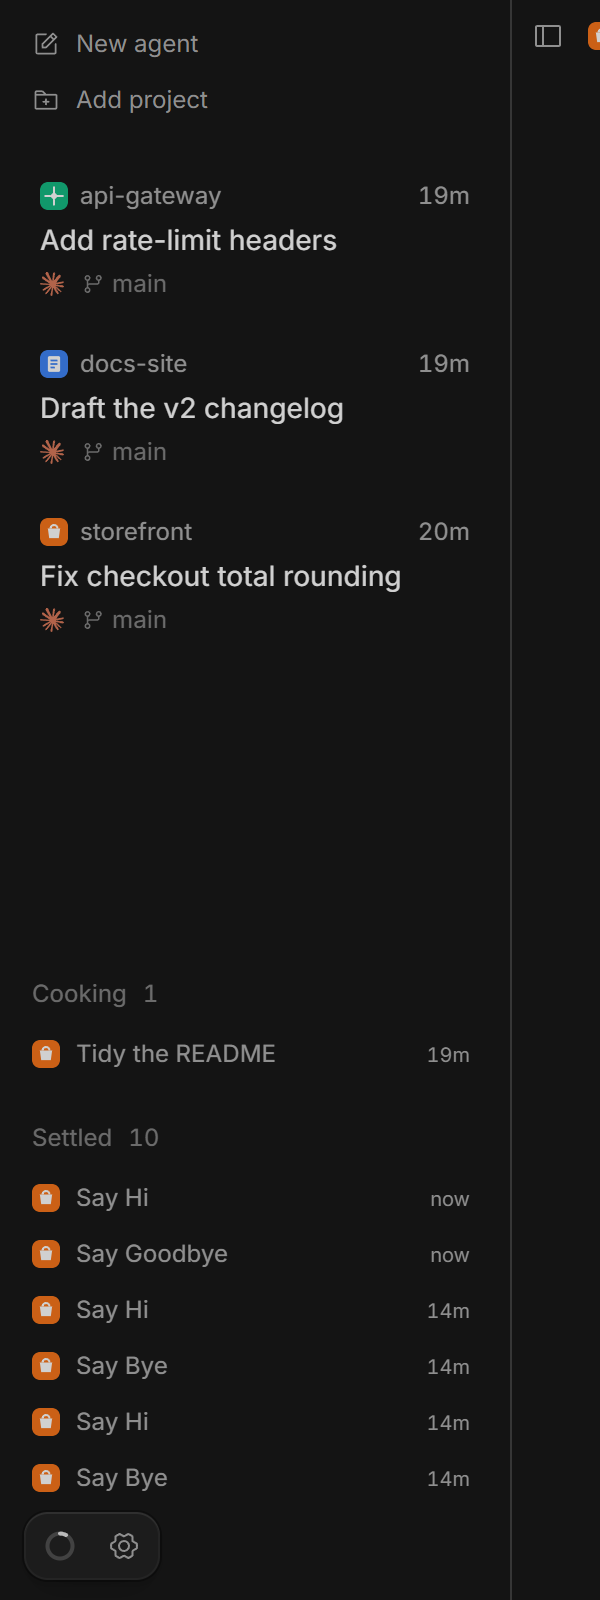 New agent
Add project
api-gateway 19m
Add rate-limit headers
main
docs-site 19m
Draft the v2 changelog
main
storefront 20m
Fix checkout total rounding
main
Cooking 1
Tidy the README 19m
Settled 10
Say Hi now
Say Goodbye now
Say Hi 14m
Say Bye 14m
Say Hi 14m
Say Bye 14m